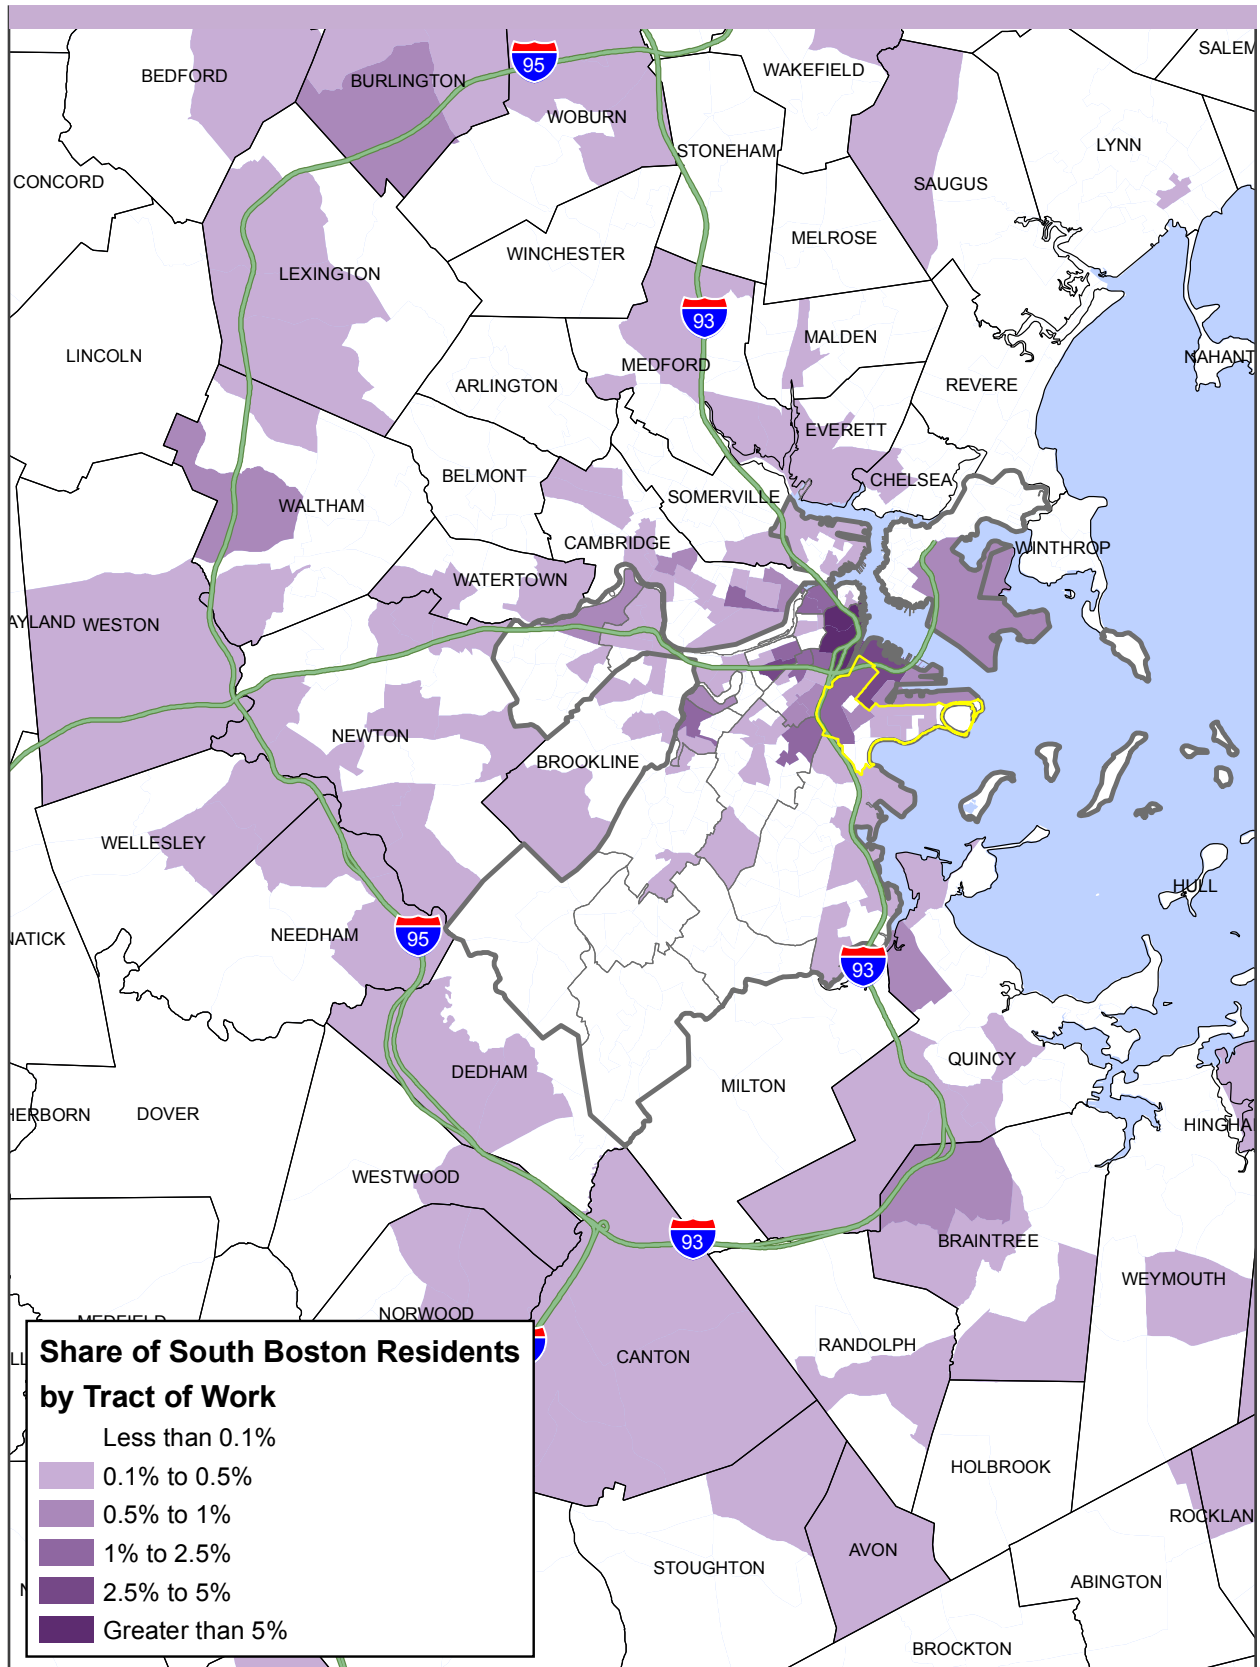 SALEM
95
BEDFORD
BURLINGTON
WAKEFIELD
WOBURN
LYNN
STONEHAM
CONCORD
SAUGUS
MELROSE
WINCHESTER
LEXINGTON
93
MALDEN
LINCOLN
NAHANT
MEDFORD
ARLINGTON
REVERE
EVERETT
BELMONT
CHELSEA
SOMERVILLE
WALTHAM
CAMBRIDGE
WINTHROP
WATERTOWN
AYLAND
WESTON
NEWTON
BROOKLINE
WELLESLEY
HULL
NATICK
NEEDHAM
95
93
QUINCY
DEDHAM
MILTON
HERBORN
DOVER
HINGHA
WESTWOOD
93
BRAINTREE
WEYMOUTH
NORWOOD
MEDFIELD
RANDOLPH
CANTON
Share of South Boston Residents
by Tract of Work
Less than 0.1%
0.1% to 0.5%
0.5% to 1%
1% to 2.5%
2.5% to 5%
Greater than 5%
HOLBROOK
ROCKLAN
AVON
STOUGHTON
ABINGTON
BROCKTON